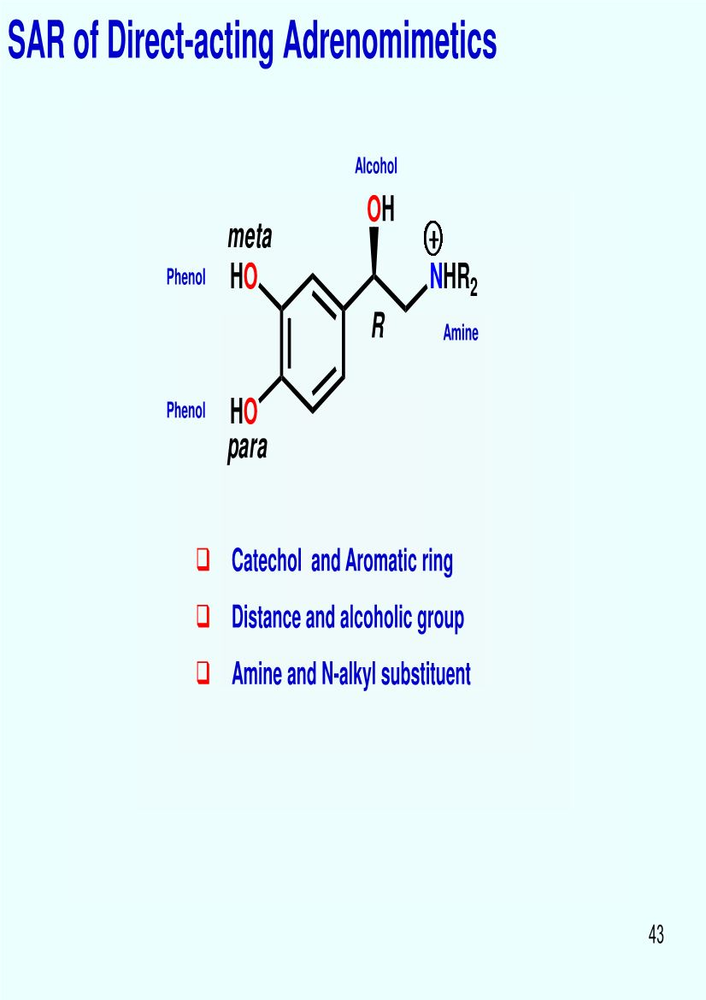 SAR of Direct-acting Adrenomimetics
Alcohol
OH
meta
+
Phenol HO
NHR2
R
Amine
Phenol HO
para
❑ Catechol and Aromatic ring
❑ Distance and alcoholic group
❑ Amine and N-alkyl substituent
43